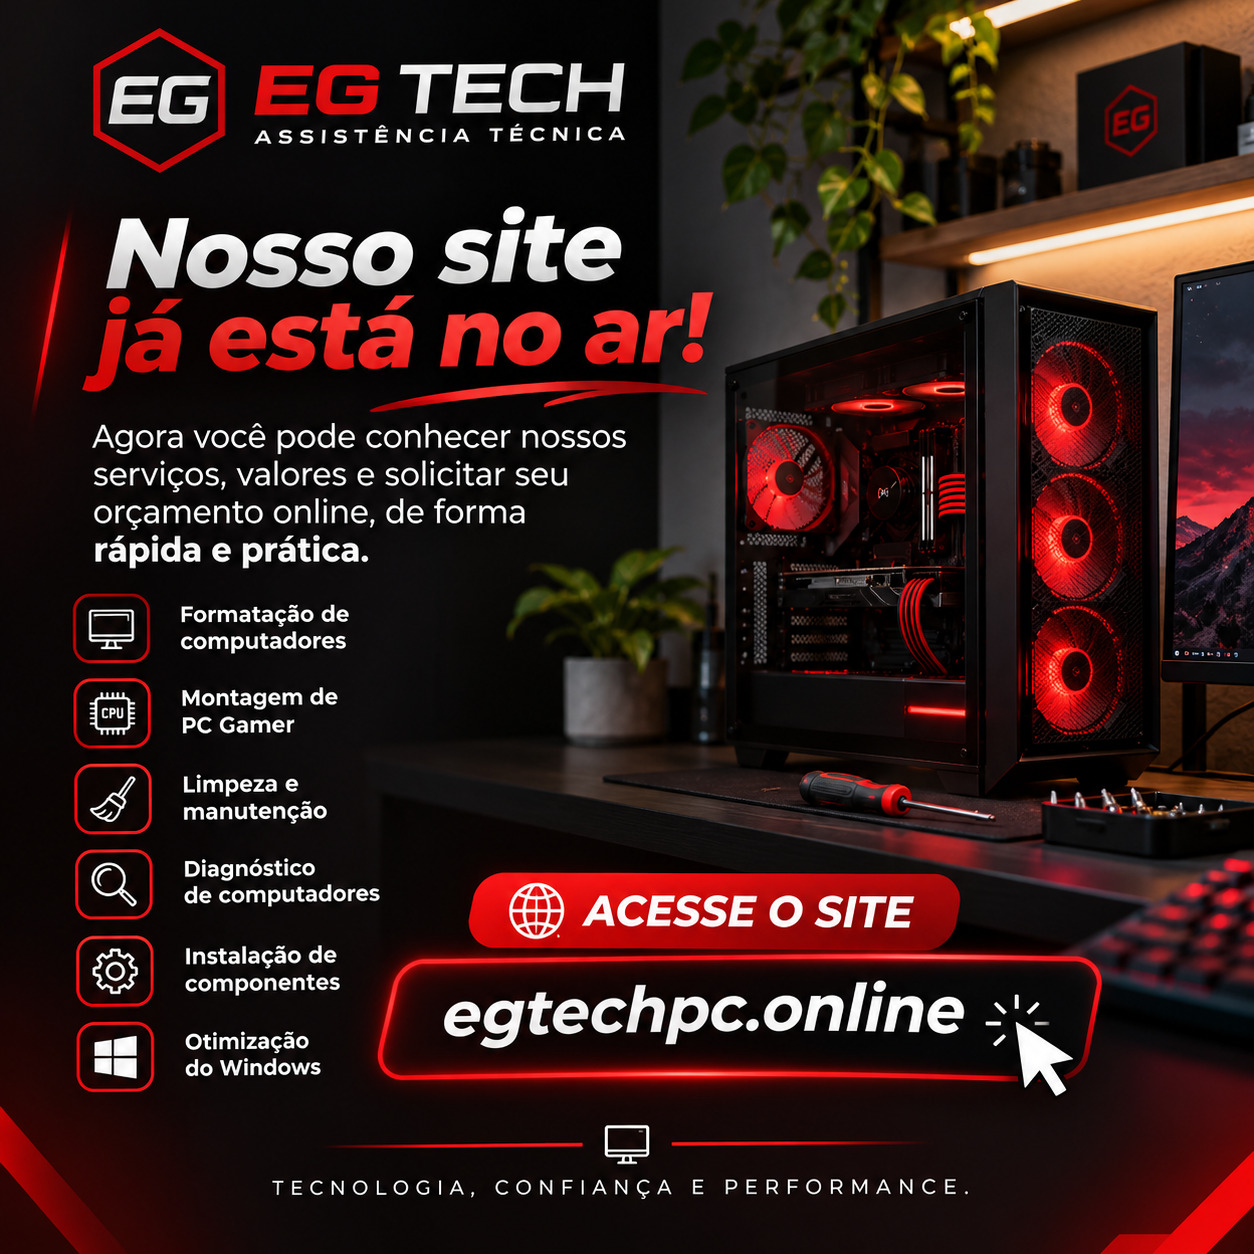 EG
EG TECH
ASSISTÊNCIA TÉCNICA
EG
Nosso site
já está no ar!
Agora você pode conhecer nossos
serviços, valores e solicitar seu
orçamento online, de forma
rápida e prática.
Formatação de
computadores
CPU
Montagem de
PC Gamer
Limpeza e
manutenção
Diagnóstico
de computadores
Instalação de
componentes
Otimização
do Windows
ACESSE O SITE
egtechpc.online
TECNOLOGIA, CONFIANÇA E PERFORMANCE.